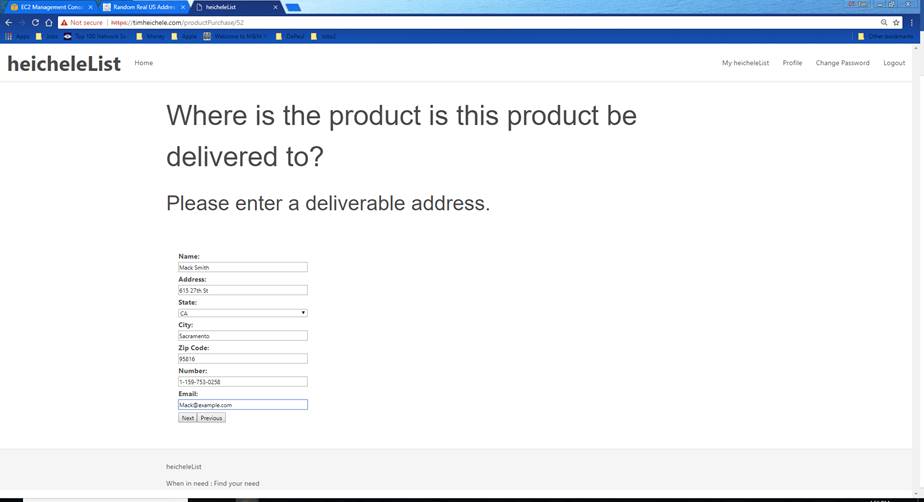 EC2 Management Conso
Random Real US Addres
heicheleList
Not secure | https://timheichele.com/productPurchase/52
Apps Jobs Top 100 Network Se Money Apple Welcome to M&M DePaul Jobs2 Other bookmarks
heicheleList Home My heicheleList Profile Change Password Logout
Where is the product is this product be
delivered to?
Please enter a deliverable address.
Name:
Mack Smith
Address:
615 27th St
State:
CA
City:
Sacramento
Zip Code:
95816
Number:
1-159-753-0258
Email:
Mack@example.com
Next Previous
heicheleList
When in need : Find your need